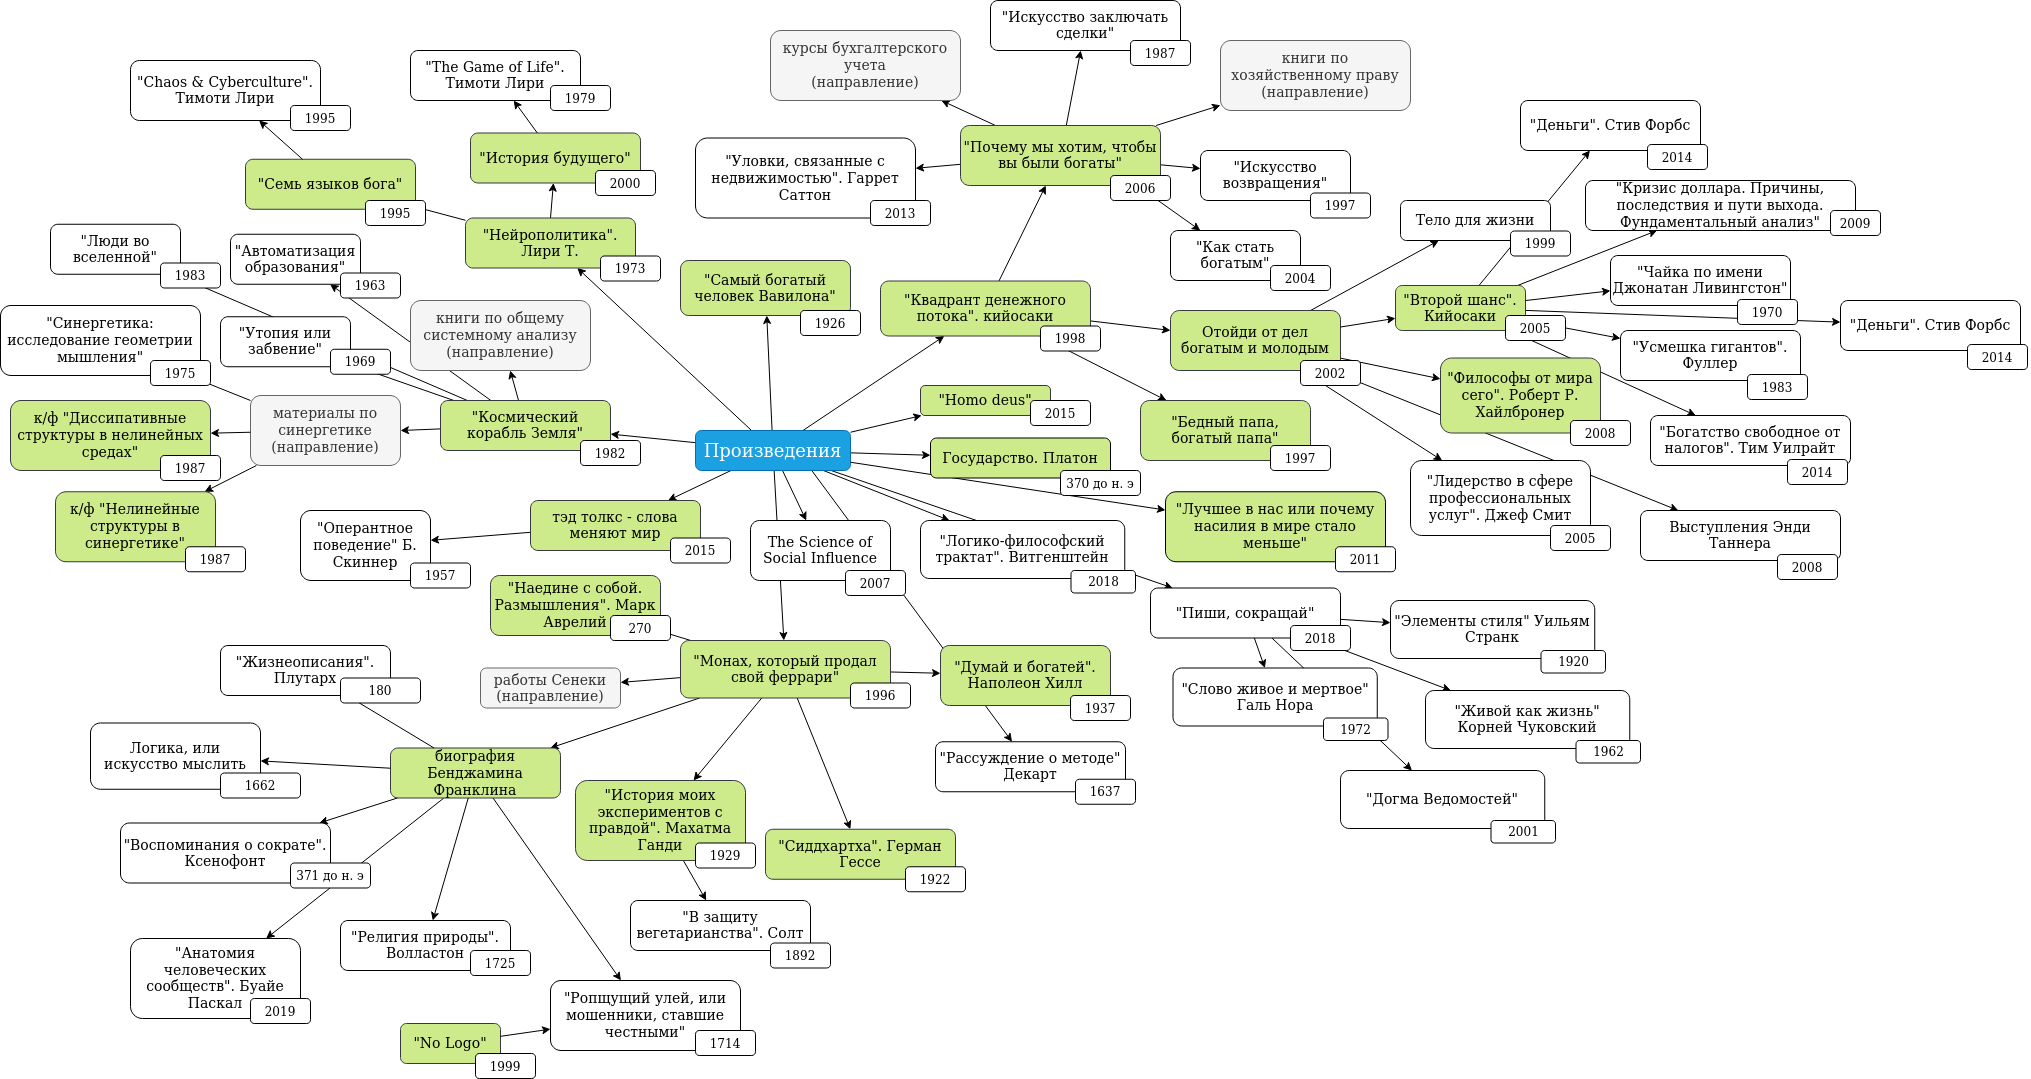 "Искусство заключать
сделки"
1987
курсы бухгалтерского
учета
(направление)
книги по
хозяйственному праву
(направление)
"Chaos & Cyberculture".
Тимоти Лири
1995
"The Game of Life".
Тимоти Лири
1979
"Деньги". Стив Форбс
2014
"История будущего"
2000
"Уловки, связанные с
недвижимостью". Гаррет
Саттон
2013
"Почему мы хотим, чтобы
вы были богаты"
2006
"Искусство
возвращения"
1997
"Семь языков бога"
1995
"Кризис доллара. Причины,
последствия и пути выхода.
Фундаментальный анализ"
2009
Тело для жизни
1999
"Люди во
вселенной"
1983
"Автоматизация
образования"
1963
"Нейрополитика".
Лири Т.
1973
"Как стать
богатым"
2004
"Самый богатый
человек Вавилона"
1926
"Квадрант денежного
потока". кийосаки
1998
"Второй шанс".
Кийосаки
2005
"Чайка по имени
Джонатан Ливингстон"
1970
"Деньги". Стив Форбс
2014
"Синергетика:
исследование геометрии
мышления"
1975
"Утопия или
забвение"
1969
книги по общему
системному анализу
(направление)
Отойди от дел
богатым и молодым
2002
"Усмешка гигантов".
Фуллер
1983
"Философы от мира
сего". Роберт Р.
Хайлбронер
2008
к/ф "Диссипативные
структуры в нелинейных
средах"
1987
материалы по
синергетике
(направление)
"Космический
корабль Земля"
1982
Произведения
"Homo deus"
2015
"Бедный папа,
богатый папа"
1997
"Богатство свободное от
налогов". Тим Уилрайт
2014
Государство. Платон
370 до н. э
"Лидерство в сфере
профессиональных
услуг". Джеф Смит
2005
к/ф "Нелинейные
структуры в
синергетике"
1987
"Оперантное
поведение" Б.
Скиннер
1957
тэд толкс - слова
меняют мир
2015
The Science of
Social Influence
2007
"Логико-философский
трактат". Витгенштейн
2018
"Лучшее в нас или почему
насилия в мире стало
меньше"
2011
Выступления Энди
Таннера
2008
"Наедине с собой.
Размышления". Марк
Аврелий
270
"Пиши, сокращай"
2018
"Элементы стиля" Уильям
Странк
1920
"Жизнеописания".
Плутарх
180
работы Сенеки
(направление)
"Монах, который продал
свой феррари"
1996
"Думай и богатей".
Наполеон Хилл
1937
"Слово живое и мертвое"
Галь Нора
1972
"Живой как жизнь"
Корней Чуковский
1962
Логика, или
искусство мыслить
1662
биография
Бенджамина
Франклина
"Рассуждение о методе"
Декарт
1637
"Догма Ведомостей"
2001
"Воспоминания о сократе".
Ксенофонт
371 до н. э
"История моих
экспериментов с
правдой". Махатма
Ганди
1929
"Сиддхартха". Герман
Гессе
1922
"Религия природы".
Волластон
1725
"В защиту
вегетарианства". Солт
1892
"Анатомия
человеческих
сообществ". Буайе
Паскал
2019
"Ропщущий улей, или
мошенники, ставшие
честными"
1714
"No Logo"
1999